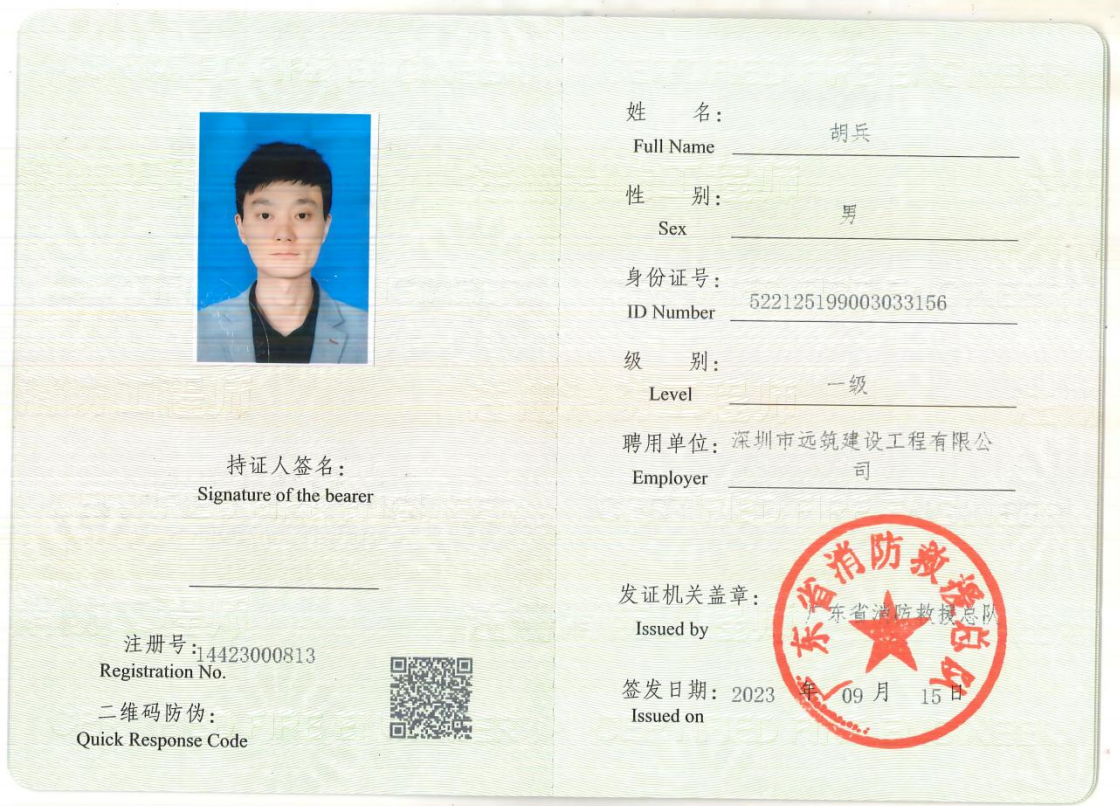 持证人签名：
Signature of the bearer
注册号：14423000813
Registration No.
二维码防伪：
Quick Response Code
姓 名：胡兵
Full Name
性 别：男
Sex
身份证号：522125199003033156
ID Number
级 别：一级
Level
聘用单位：深圳市远筑建设工程有限公
司
Employer
发证机关盖章：广东省消防救援总队
Issued by
广东省消防救援总队
签发日期：2023 年 09 月 15 日
Issued on